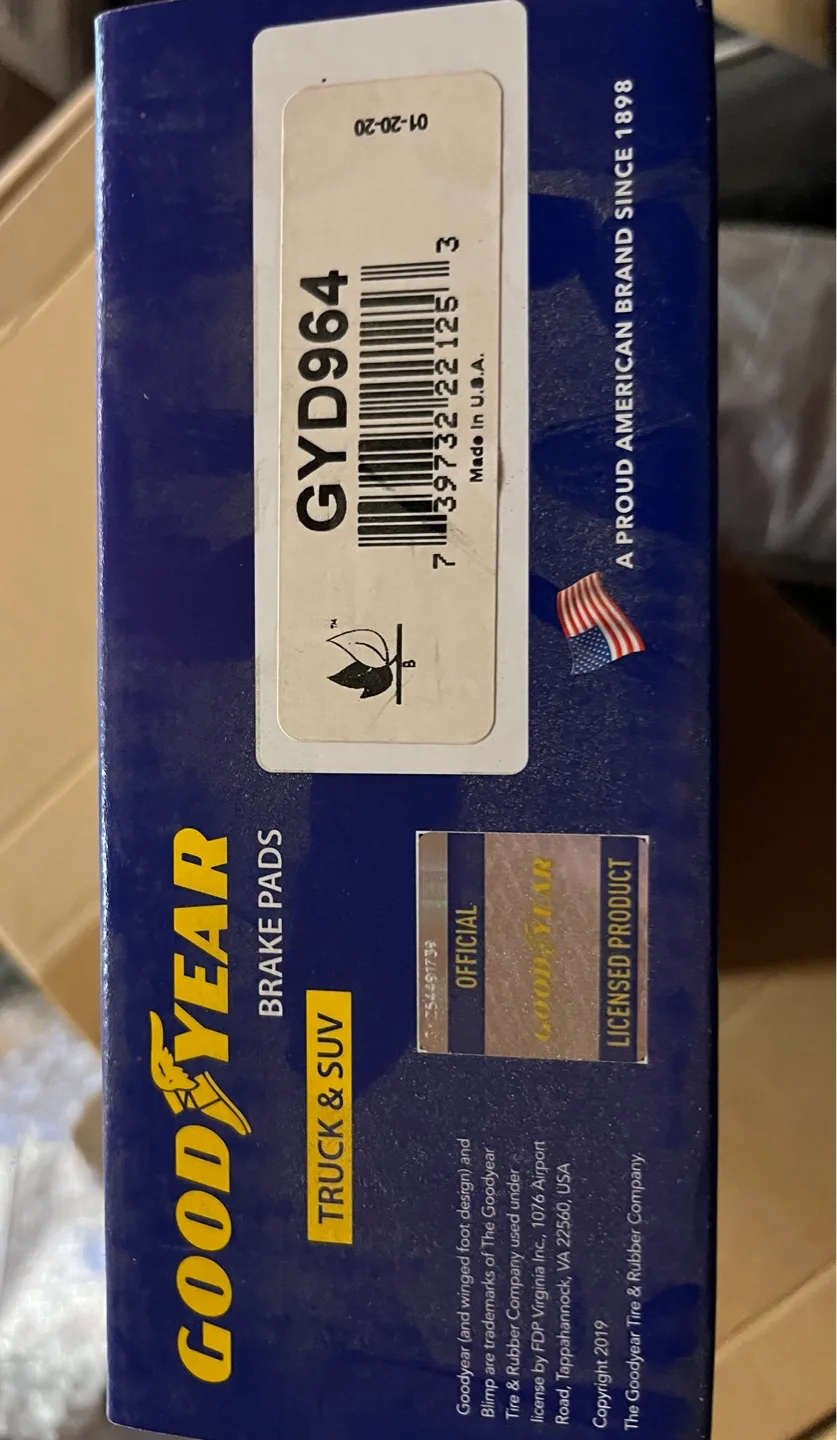 GOODYEAR
BRAKE PADS
TRUCK & SUV
Goodyear (and winged foot design) and
Blimp are trademarks of The Goodyear
Tire & Rubber Company used under
license by FDP Virginia Inc., 1076 Airport
Road, Tappahannock, VA 22560, USA
Copyright 2019
The Goodyear Tire & Rubber Company.
OFFICIAL
GOODYEAR
LICENSED PRODUCT
TM
B
GYD964
7 39732 22125 3
Made In U.S.A.
01-20-20
A PROUD AMERICAN BRAND SINCE 1898